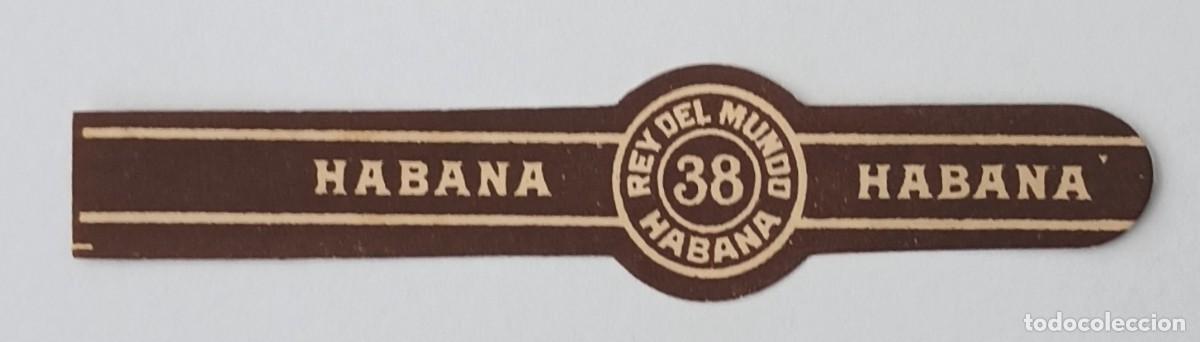 HABANA
REY DEL MUNDO
38
HABANA
HABANA
todocoleccion